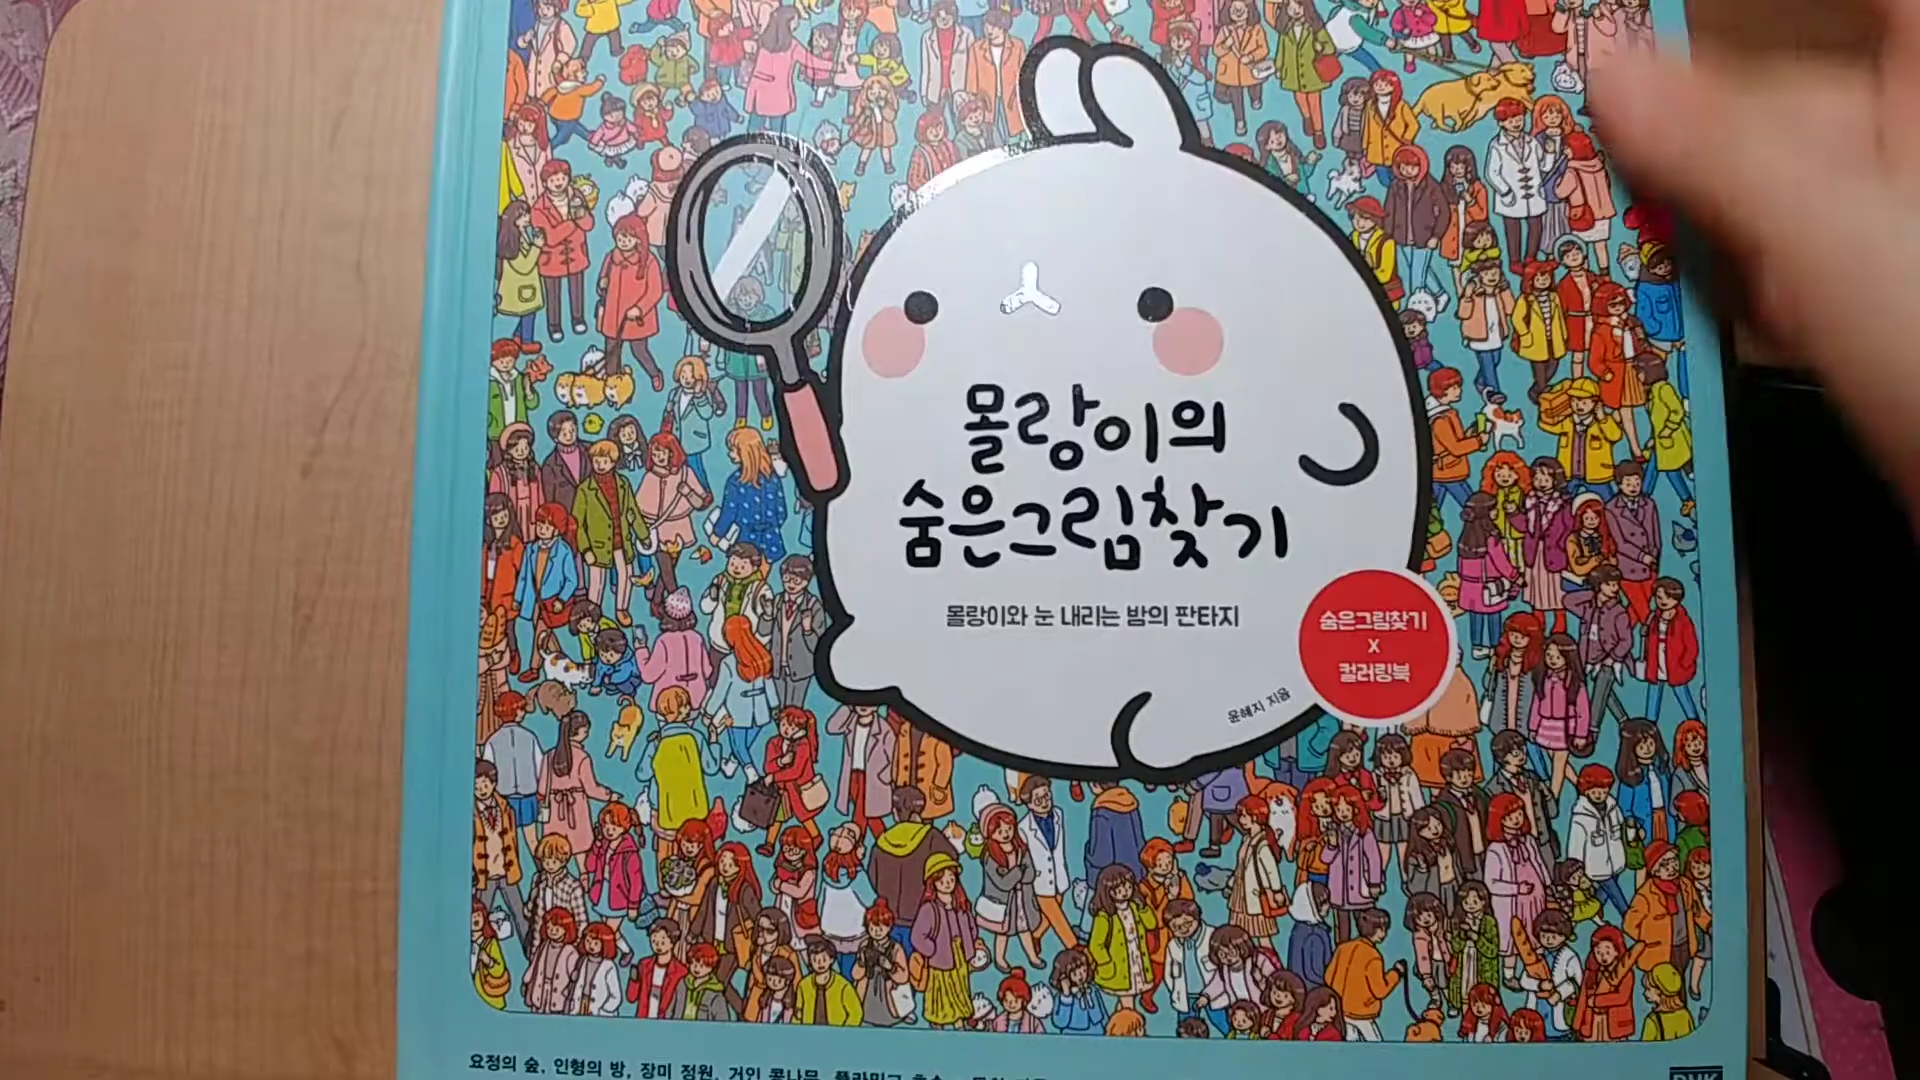 몰랑이의
숨은그림찾기
몰랑이와 눈 내리는 밤의 판타지
숨은그림찾기
X
컬러링북
윤혜지 지음
요정의 숲, 인형의 방, 장미 정원, 거인 콩나무, 플라밍고 호수
RHK